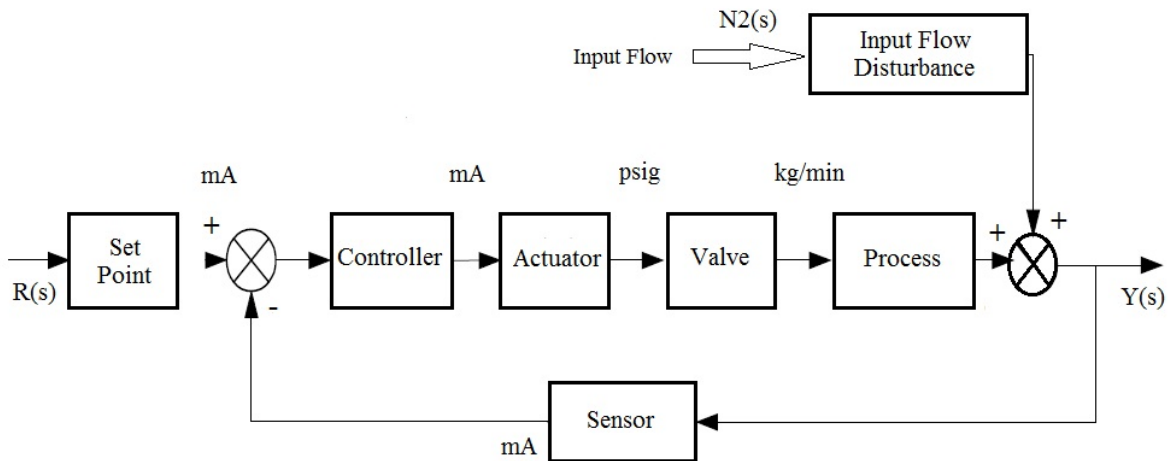 N2(s)
Input Flow
Input Flow
Disturbance
mA
mA
psig
kg/min
+
+
+
Set
Point
Controller
Actuator
Valve
Process
R(s)
-
Y(s)
Sensor
mA